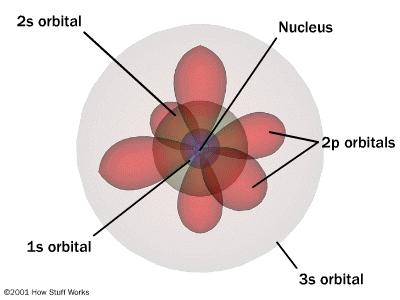 2s orbital
Nucleus
2p orbitals
1s orbital
3s orbital
©2001 How Stuff Works